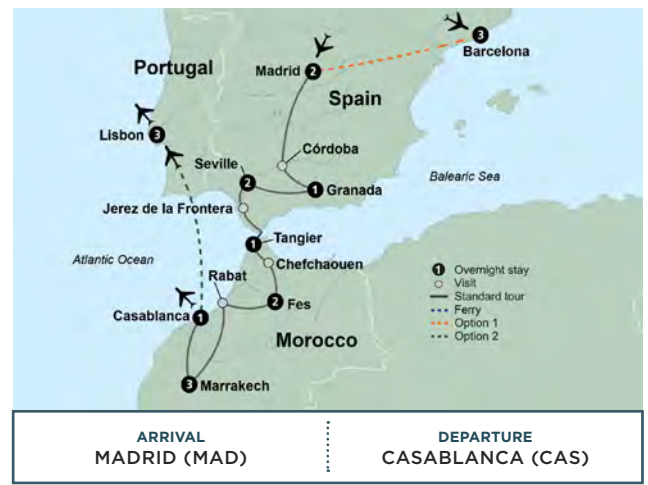 3
Barcelona
Portugal
Madrid 2
Spain
Lisbon 3
Córdoba
Seville
2
1 Granada
Balearic Sea
Jerez de la Frontera
1 Tangier
Chefchaouen
Atlantic Ocean
Rabat
2 Fes
Casablanca 1
Morocco
3 Marrakech
1 Overnight stay
Visit
Standard tour
Ferry
Option 1
Option 2
ARRIVAL
MADRID (MAD)
DEPARTURE
CASABLANCA (CAS)